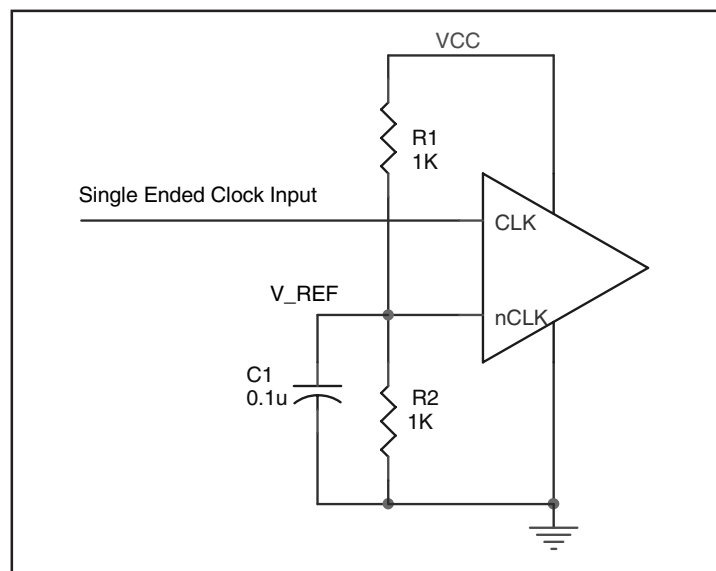 VCC
R1
1K
Single Ended Clock Input
CLK
V_REF
nCLK
C1
0.1u
R2
1K